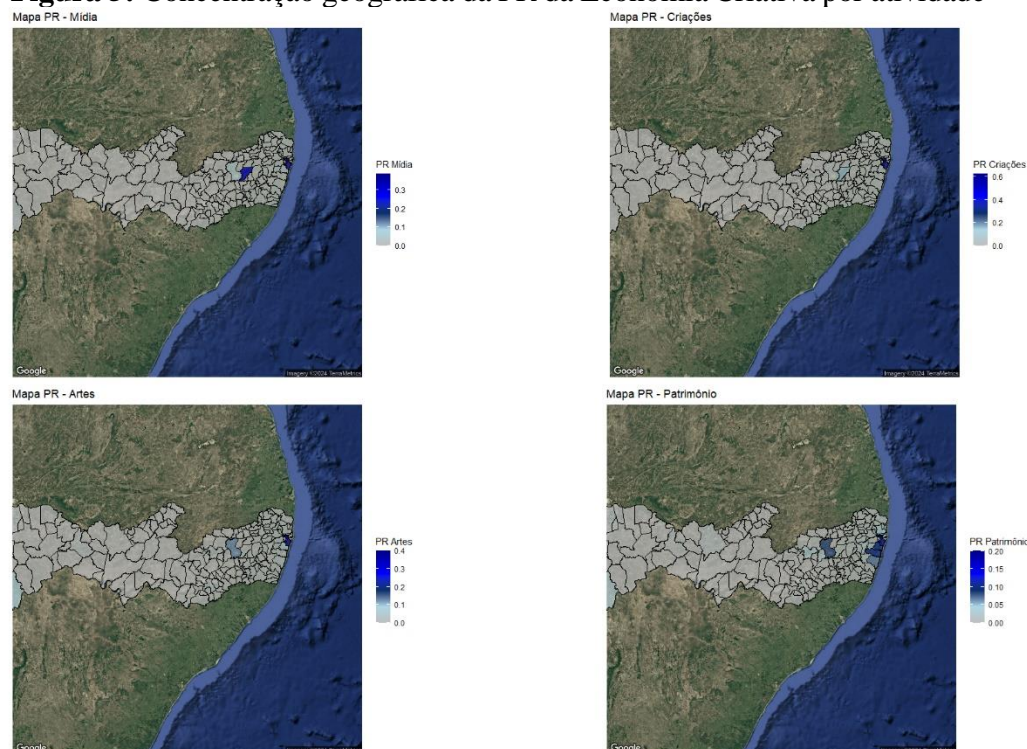 Figura 3: Concentração geográfica da PR da Economia Criativa por atividade
Mapa PR - Mídia
PR Mídia
0.3
0.2
0.1
0.0
Google
Imagery ©2024 TerraMetrics
Mapa PR - Criações
PR Criações
0.6
0.4
0.2
0.0
Google
Imagery ©2024 TerraMetrics
Mapa PR - Artes
PR Artes
0.4
0.3
0.2
0.1
0.0
Google
Mapa PR - Patrimônio
PR Patrimônio
0.20
0.15
0.10
0.05
0.00
Google